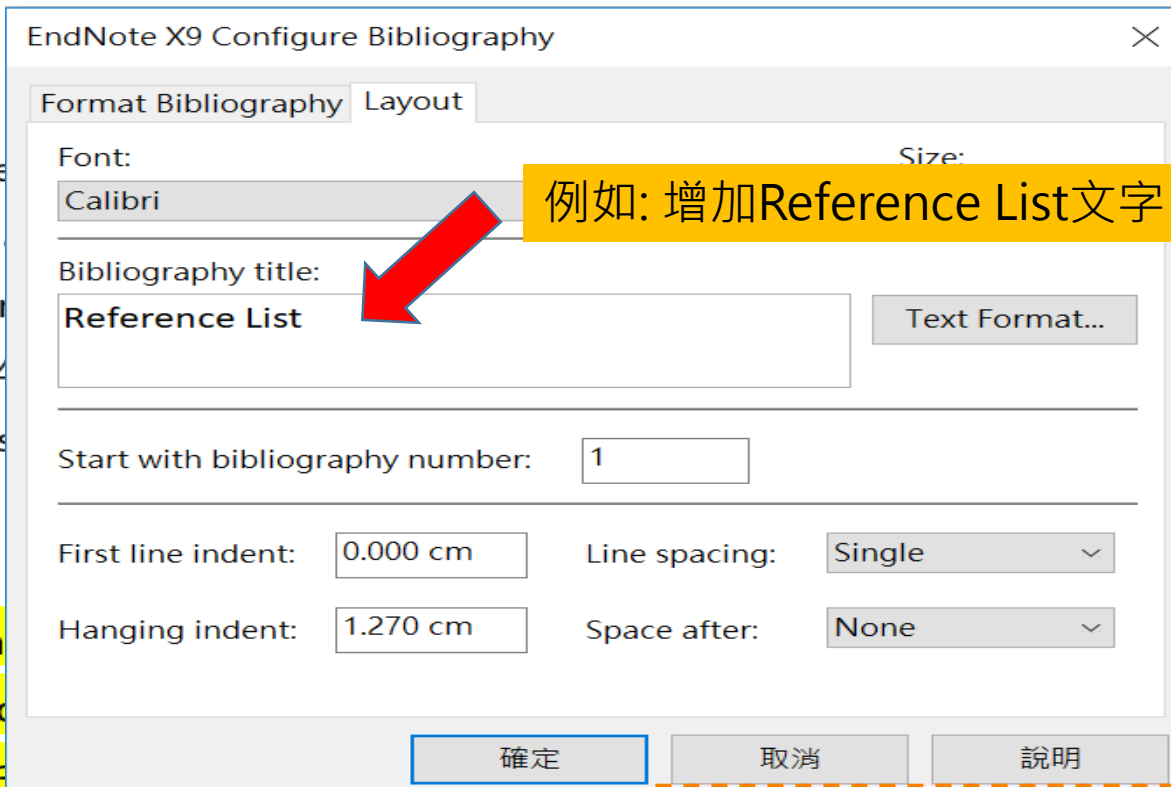 EndNote X9 Configure Bibliography
Format Bibliography Layout
Font: Size:
Calibri
例如: 增加Reference List文字
Bibliography title:
Reference List
Text Format...
Start with bibliography number: 1
First line indent: 0.000 cm Line spacing: Single
Hanging indent: 1.270 cm Space after: None
確定 取消 說明